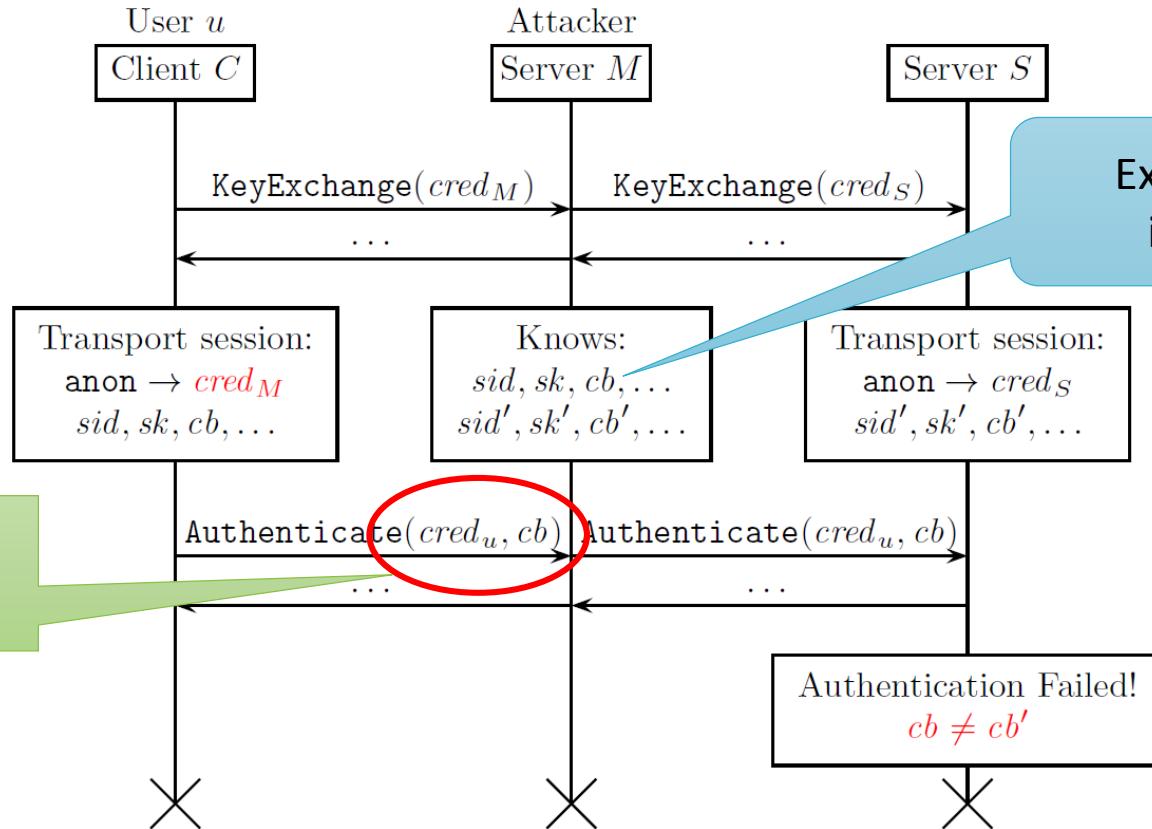 User u
Attacker
Client C
Server M
Server S
KeyExchange(cred_M)
KeyExchange(cred_S)
...
...
Transport session:
anon → cred_M
sid, sk, cb, ...
Knows:
sid, sk, cb, ...
sid′, sk′, cb′, ...
Transport session:
anon → cred_S
sid′, sk′, cb′, ...
Authenticate(cred_u, cb)
Authenticate(cred_u, cb)
...
...
Authentication Failed!
cb ≠ cb′